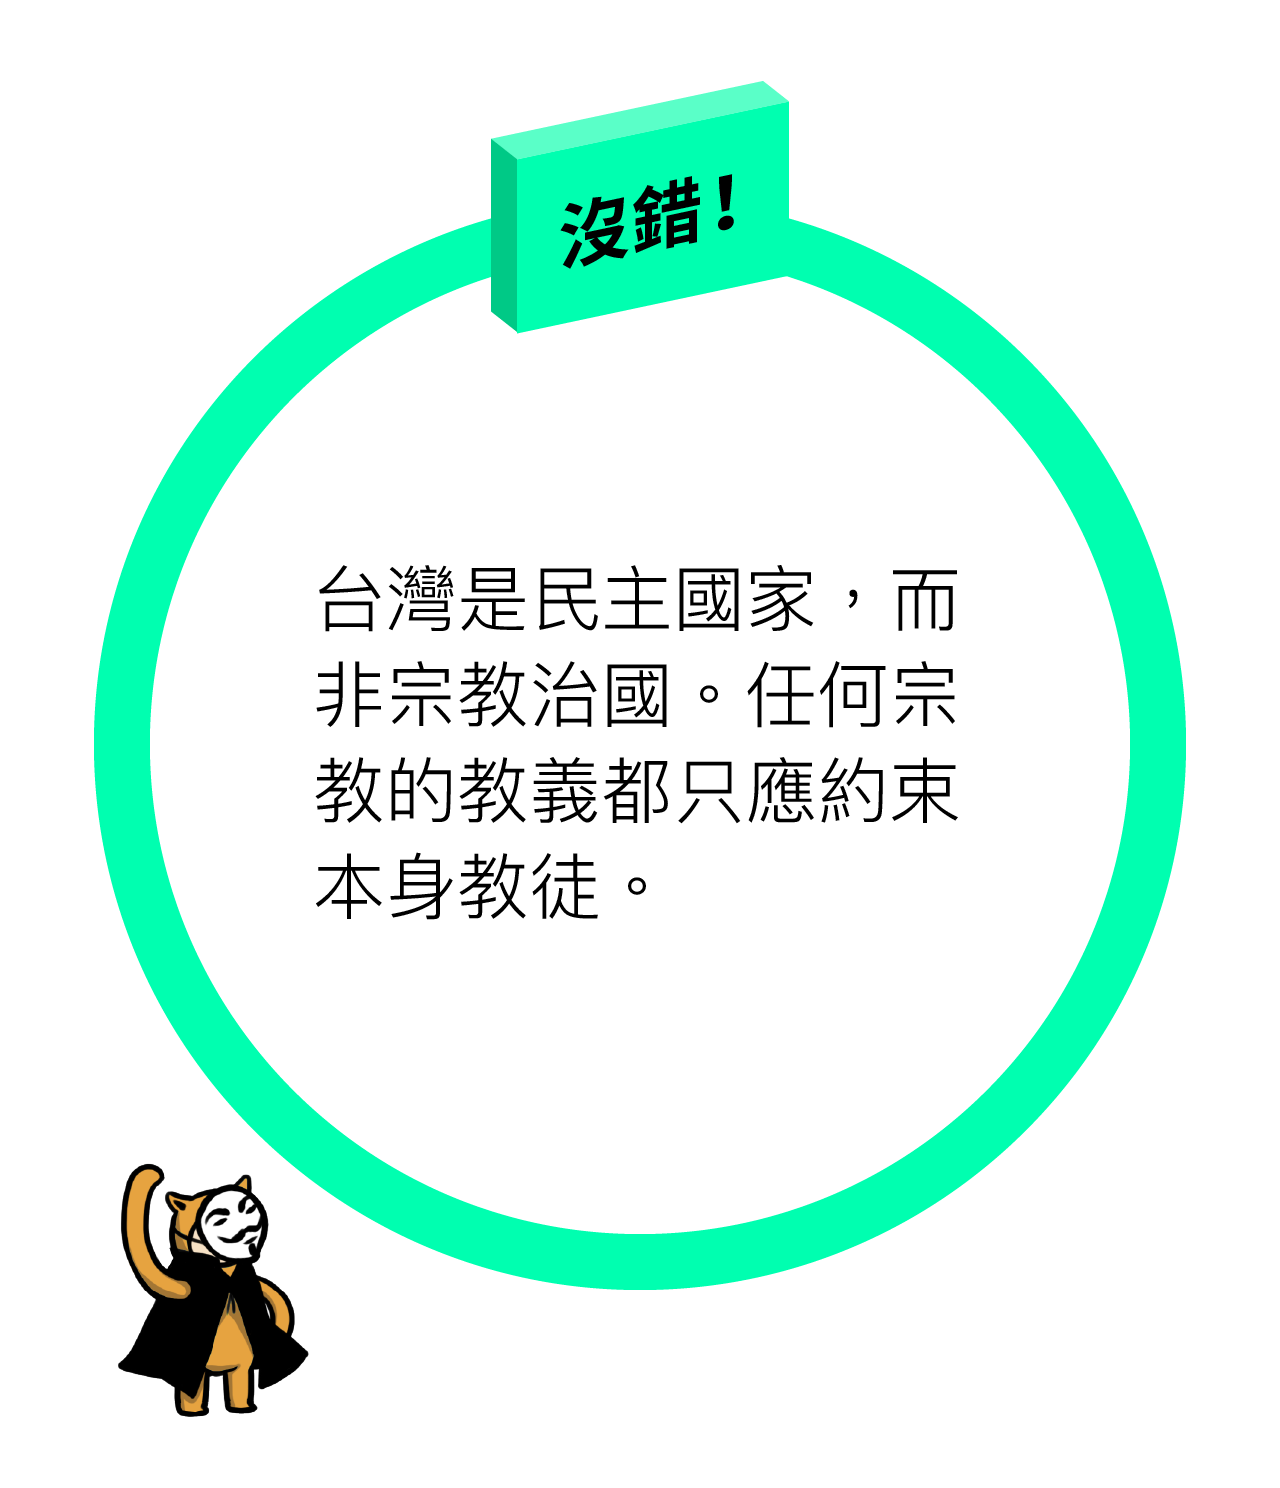 沒錯!
台灣是民主國家，而
非宗教治國。任何宗
教的教義都只應約束
本身教徒。